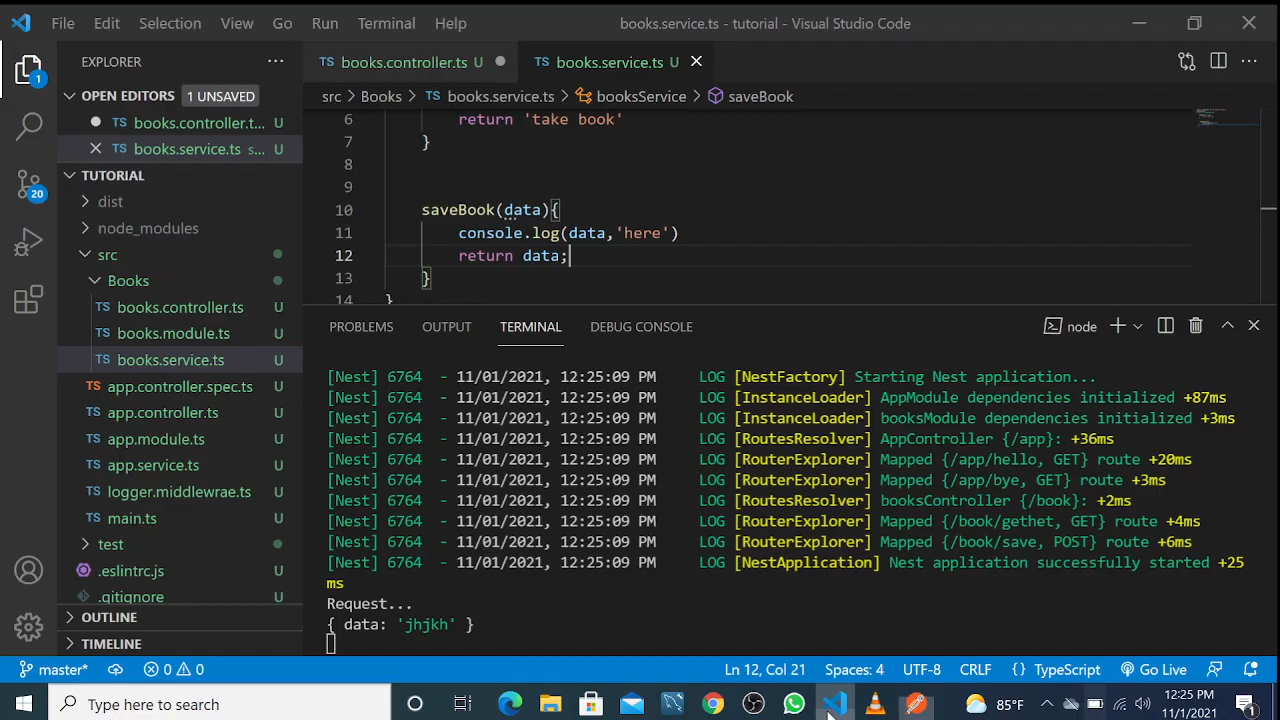 File Edit Selection View Go Run Terminal Help books.service.ts - tutorial - Visual Studio Code
EXPLORER
OPEN EDITORS 1 UNSAVED
TS books.controller.t... U
TS books.service.ts s... U
TUTORIAL
dist
node_modules
src
Books
TS books.controller.ts U
TS books.module.ts U
TS books.service.ts U
TS app.controller.spec.ts U
TS app.controller.ts U
TS app.module.ts U
TS app.service.ts U
TS logger.middlewrae.ts U
TS main.ts U
test
.eslintrc.js U
.gitignore U
OUTLINE
TIMELINE
1
20
TS books.controller.ts U TS books.service.ts U
src > Books > TS books.service.ts > booksService > saveBook
6 return 'take book'
7 }
8
9
10 saveBook(data){
11 console.log(data,'here')
12 return data;
13 }
14 }
PROBLEMS OUTPUT TERMINAL DEBUG CONSOLE node
[Nest] 6764 - 11/01/2021, 12:25:09 PM LOG [NestFactory] Starting Nest application...
[Nest] 6764 - 11/01/2021, 12:25:09 PM LOG [InstanceLoader] AppModule dependencies initialized +87ms
[Nest] 6764 - 11/01/2021, 12:25:09 PM LOG [InstanceLoader] booksModule dependencies initialized +3ms
[Nest] 6764 - 11/01/2021, 12:25:09 PM LOG [RoutesResolver] AppController {/app}: +36ms
[Nest] 6764 - 11/01/2021, 12:25:09 PM LOG [RouterExplorer] Mapped {/app/hello, GET} route +20ms
[Nest] 6764 - 11/01/2021, 12:25:09 PM LOG [RouterExplorer] Mapped {/app/bye, GET} route +3ms
[Nest] 6764 - 11/01/2021, 12:25:09 PM LOG [RoutesResolver] booksController {/book}: +2ms
[Nest] 6764 - 11/01/2021, 12:25:09 PM LOG [RouterExplorer] Mapped {/book/gethet, GET} route +4ms
[Nest] 6764 - 11/01/2021, 12:25:09 PM LOG [RouterExplorer] Mapped {/book/save, POST} route +6ms
[Nest] 6764 - 11/01/2021, 12:25:09 PM LOG [NestApplication] Nest application successfully started +25
ms
Request...
{ data: 'jhjkh' }
master* 0 0 Ln 12, Col 21 Spaces: 4 UTF-8 CRLF {} TypeScript Go Live
Type here to search 85°F 12:25 PM
11/1/2021 1